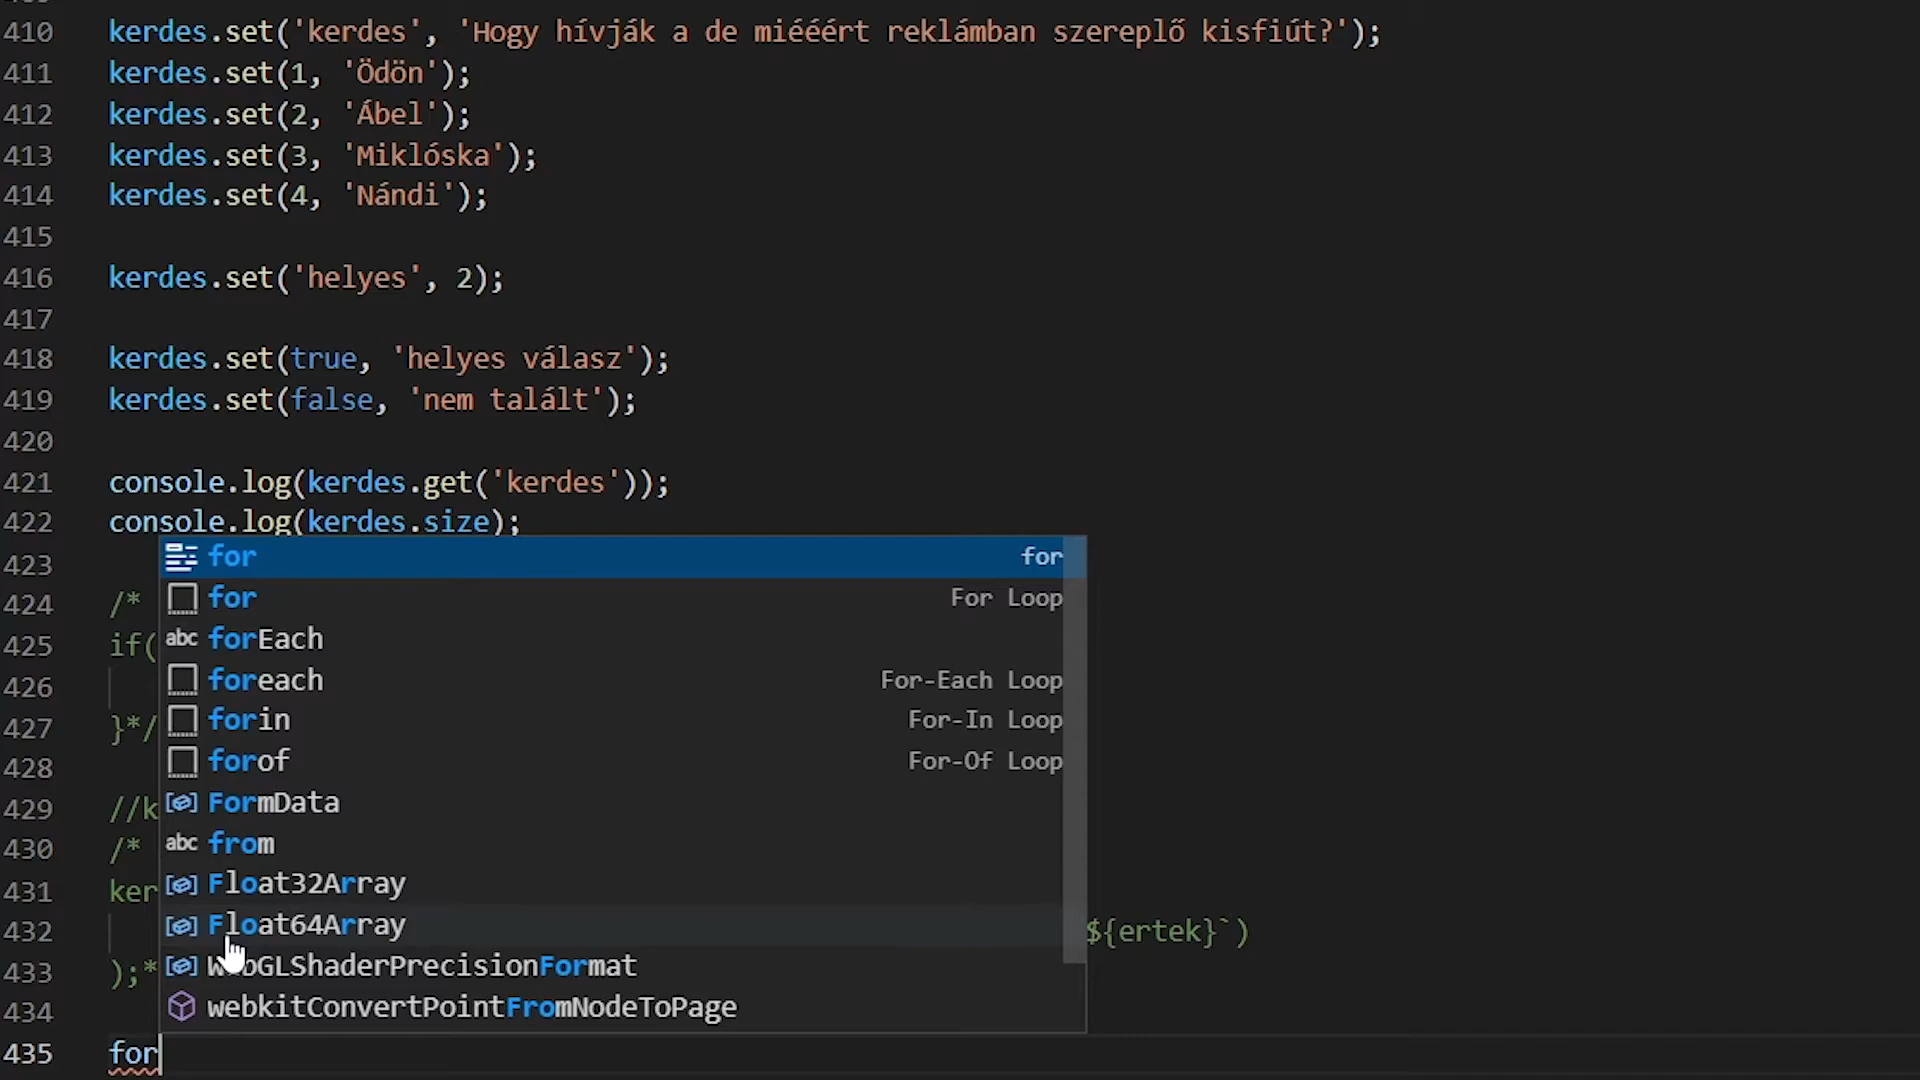 410 kerdes.set('kerdes', 'Hogy hívják a de miééért reklámban szereplő kisfiút?');
411 kerdes.set(1, 'Ödön');
412 kerdes.set(2, 'Ábel');
413 kerdes.set(3, 'Miklóska');
414 kerdes.set(4, 'Nándi');
415
416 kerdes.set('helyes', 2);
417
418 kerdes.set(true, 'helyes válasz');
419 kerdes.set(false, 'nem talált');
420
421 console.log(kerdes.get('kerdes'));
422 console.log(kerdes.size);
423 for for
424 /* for For Loop
425 if( abc forEach
426 foreach For-Each Loop
427 }*/ forin For-In Loop
428 forof For-Of Loop
429 //k FormData
430 /* abc from
431 ker Float32Array
432 Float64Array ${ertek}`)
433 );* WebGLShaderPrecisionFormat
434 webkitConvertPointFromNodeToPage
435 for